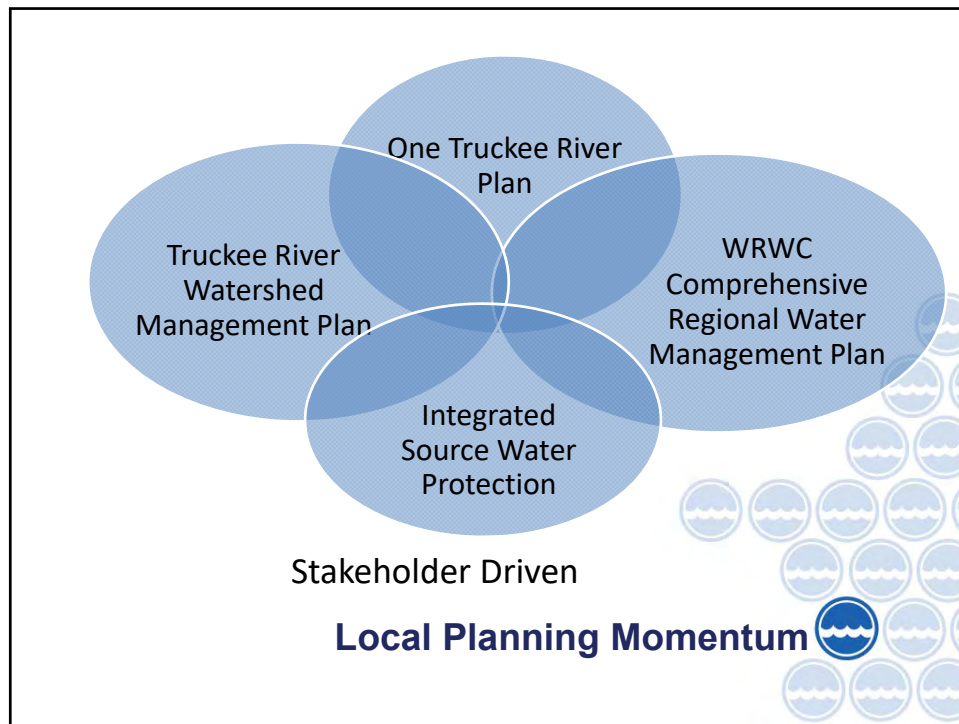 One Truckee River
Plan
Truckee River
Watershed
Management Plan
WRWC
Comprehensive
Regional Water
Management Plan
Integrated
Source Water
Protection
Stakeholder Driven
Local Planning Momentum